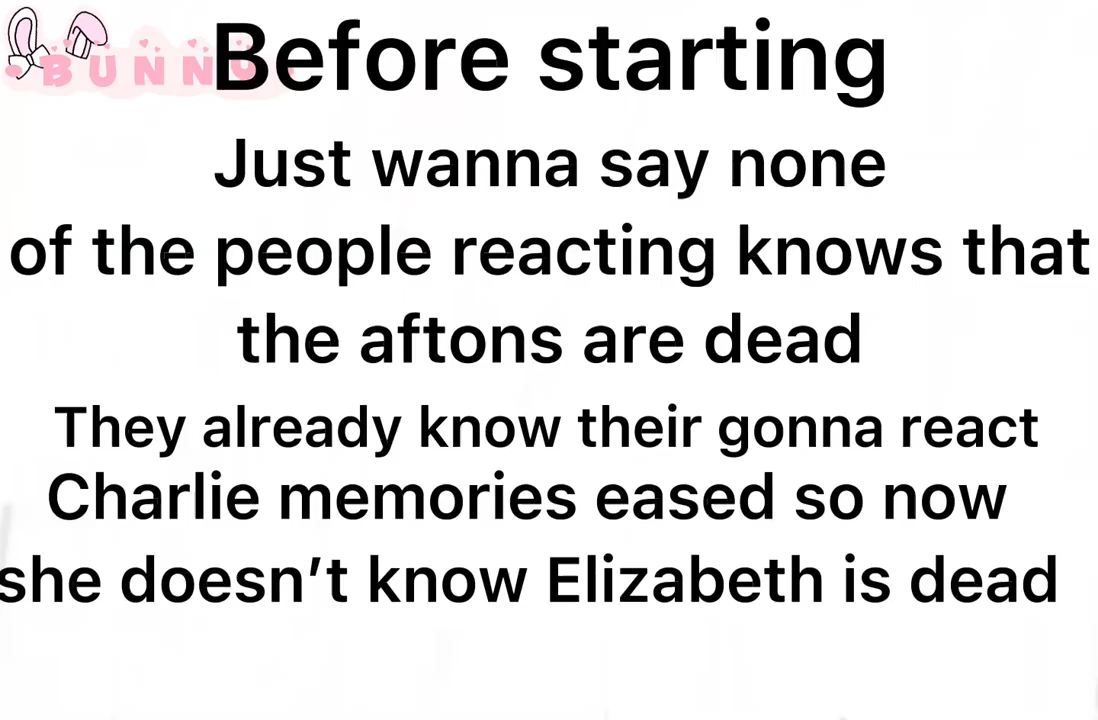 BUNNU
Before starting
Just wanna say none
of the people reacting knows that
the aftons are dead
They already know their gonna react
Charlie memories eased so now
she doesn’t know Elizabeth is dead